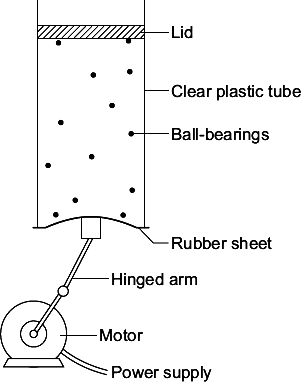 Lid
Clear plastic tube
Ball-bearings
Rubber sheet
Hinged arm
Motor
Power supply